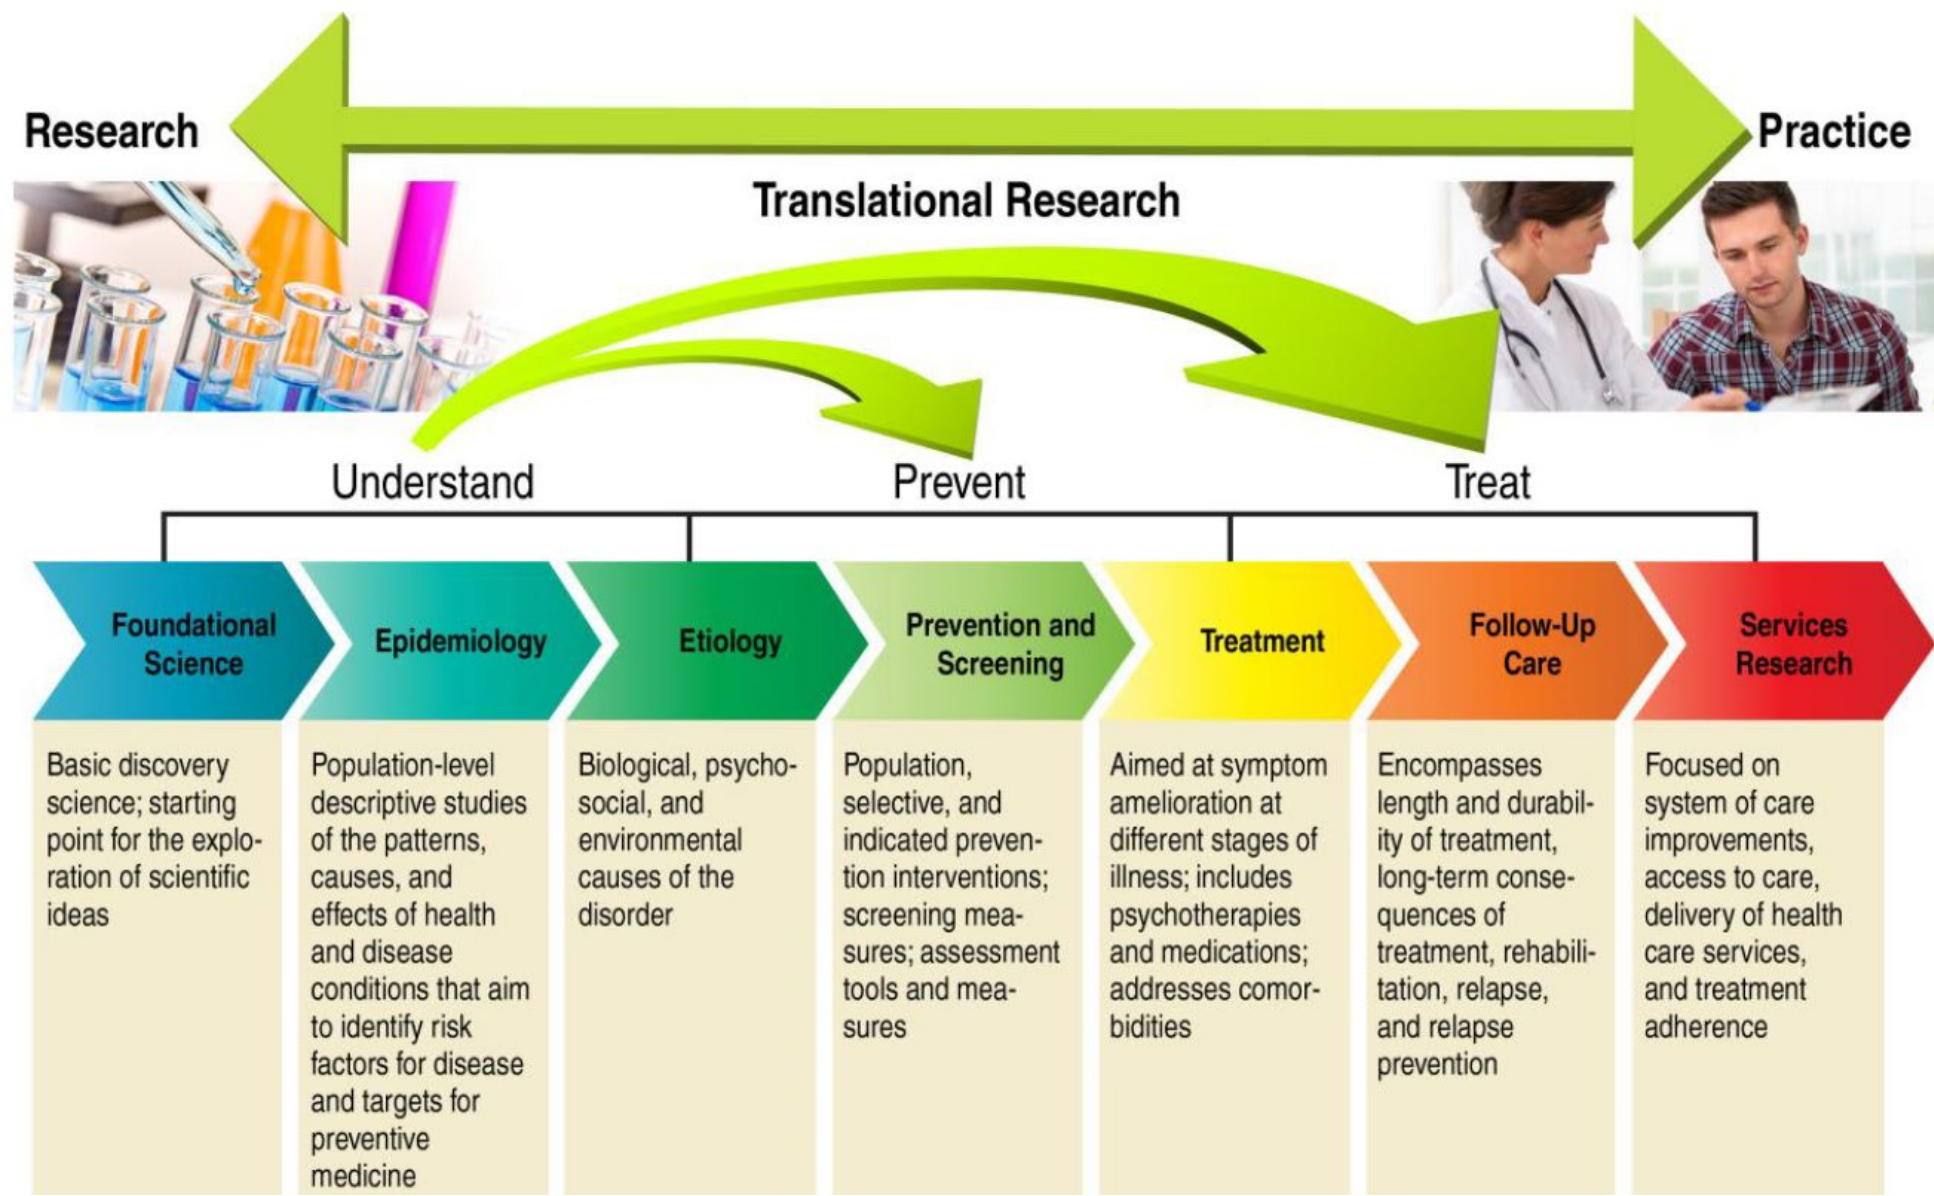 Research
Practice
Translational Research
Understand
Prevent
Treat
Foundational
Science
Epidemiology
Etiology
Prevention and
Screening
Treatment
Follow-Up
Care
Services
Research
Basic discovery
science; starting
point for the explo-
ration of scientific
ideas
Population-level
descriptive studies
of the patterns,
causes, and
effects of health
and disease
conditions that aim
to identify risk
factors for disease
and targets for
preventive
medicine
Biological, psycho-
social, and
environmental
causes of the
disorder
Population,
selective, and
indicated preven-
tion interventions;
screening mea-
sures; assessment
tools and mea-
sures
Aimed at symptom
amelioration at
different stages of
illness; includes
psychotherapies
and medications;
addresses comor-
bidities
Encompasses
length and durabil-
ity of treatment,
long-term conse-
quences of
treatment, rehabili-
tation, relapse,
and relapse
prevention
Focused on
system of care
improvements,
access to care,
delivery of health
care services,
and treatment
adherence